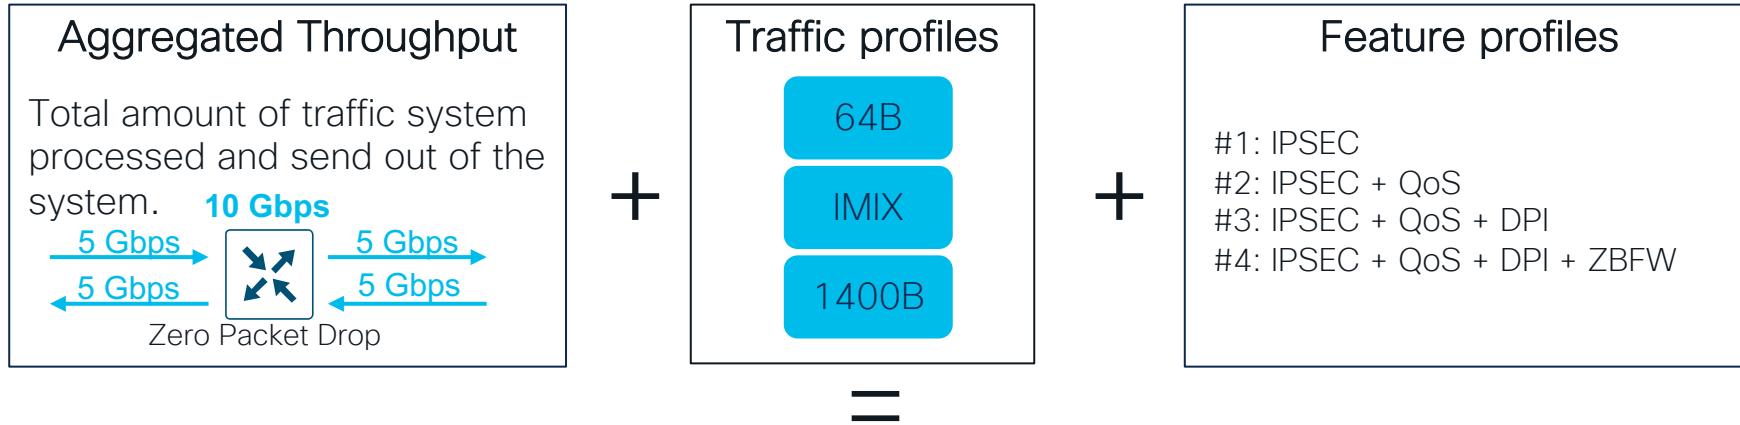 Aggregated Throughput
Total amount of traffic system
processed and send out of the
system.
10 Gbps
5 Gbps
5 Gbps
5 Gbps
5 Gbps
Zero Packet Drop
+
Traffic profiles
64B
IMIX
1400B
+
Feature profiles
#1: IPSEC
#2: IPSEC + QoS
#3: IPSEC + QoS + DPI
#4: IPSEC + QoS + DPI + ZBFW
=